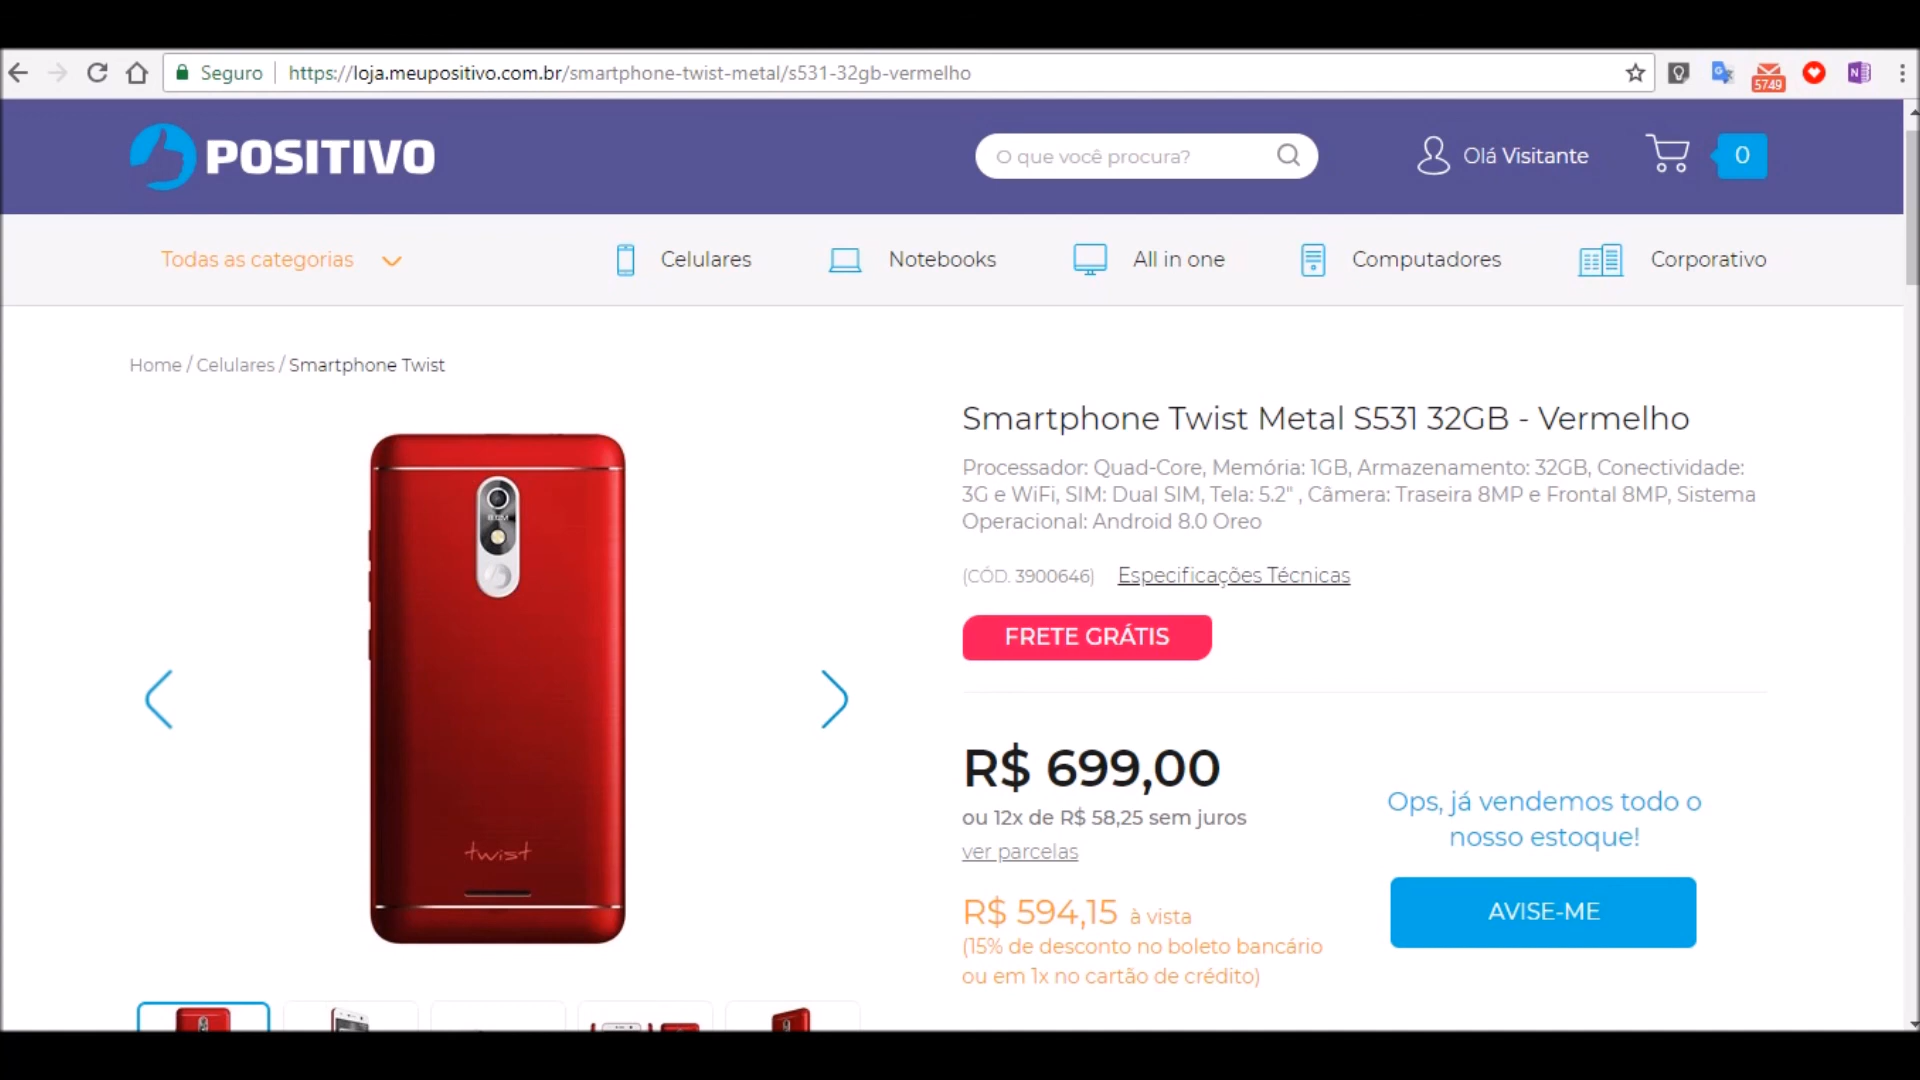 Seguro
https://loja.meupositivo.com.br/smartphone-twist-metal/s531-32gb-vermelho
5749
POSITIVO
O que você procura?
Olá Visitante
0
Todas as categorias
Celulares
Notebooks
All in one
Computadores
Corporativo
Home / Celulares / Smartphone Twist
Smartphone Twist Metal S531 32GB - Vermelho
Processador: Quad-Core, Memória: 1GB, Armazenamento: 32GB, Conectividade:
3G e WiFi, SIM: Dual SIM, Tela: 5.2" , Câmera: Traseira 8MP e Frontal 8MP, Sistema
Operacional: Android 8.0 Oreo
(CÓD. 3900646) Especificações Técnicas
FRETE GRÁTIS
R$ 699,00
ou 12x de R$ 58,25 sem juros
ver parcelas
R$ 594,15 à vista
(15% de desconto no boleto bancário
ou em 1x no cartão de crédito)
Ops, já vendemos todo o
nosso estoque!
AVISE-ME
twist